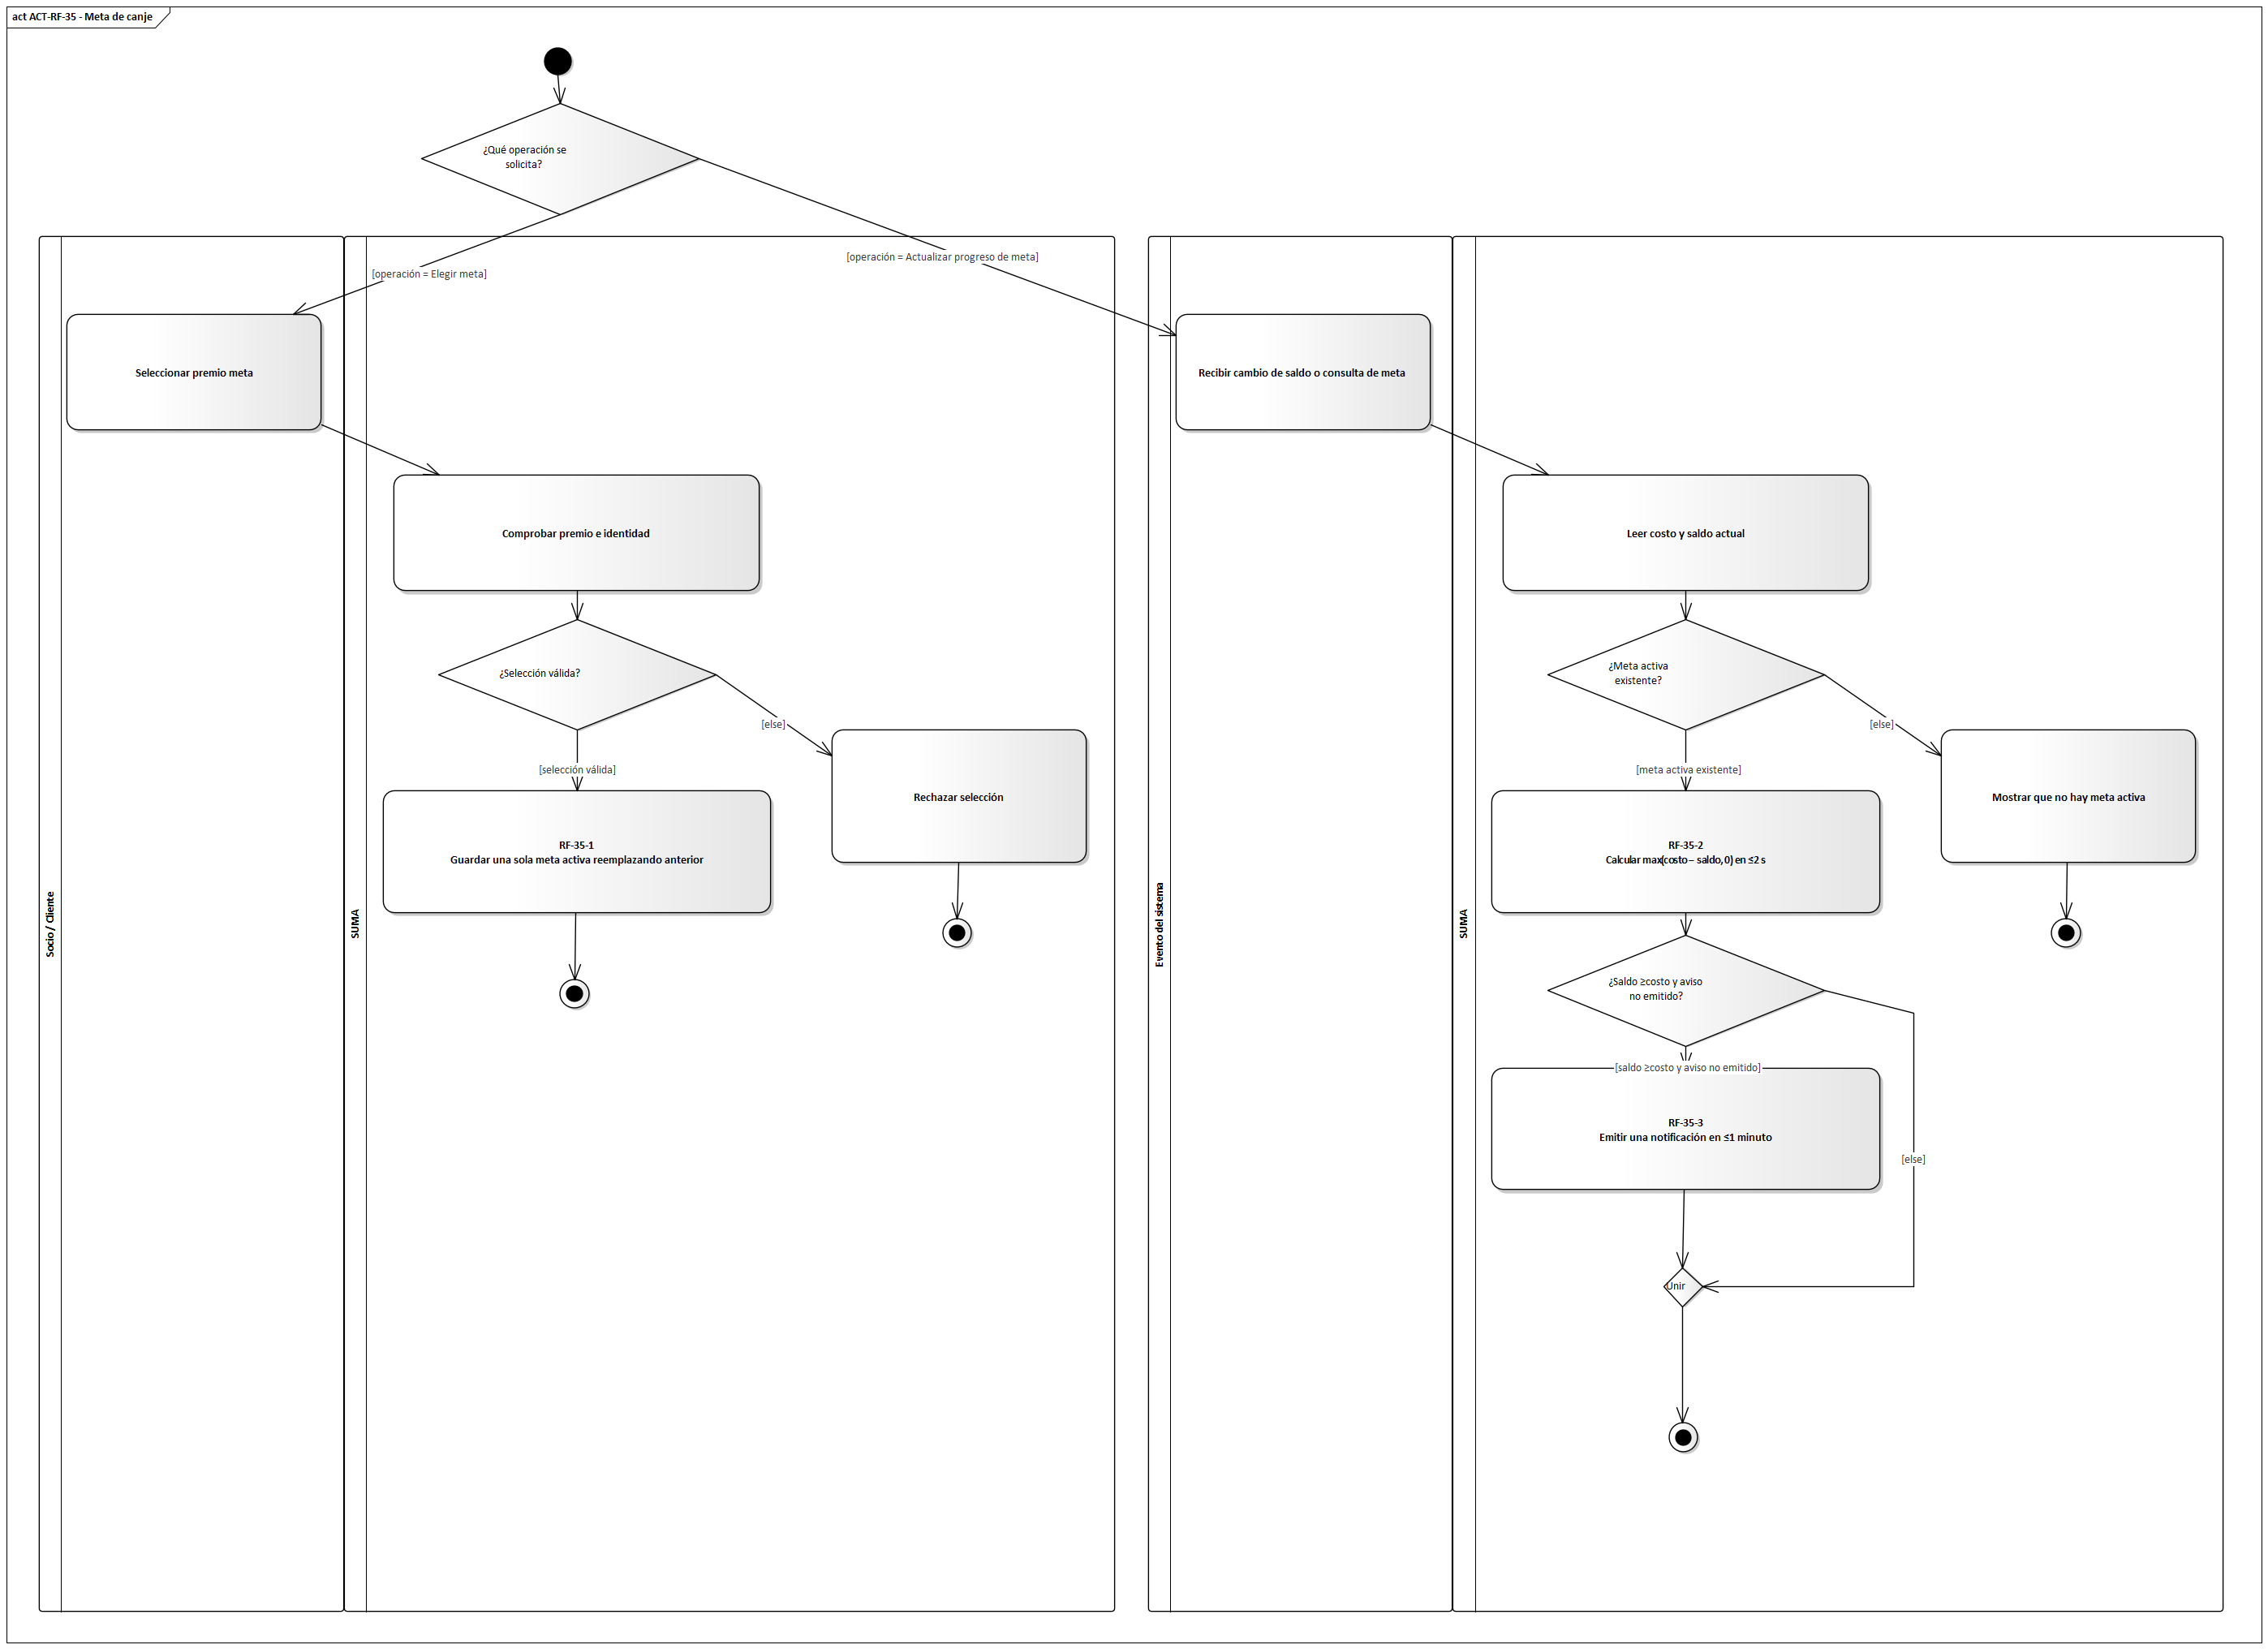 act ACT-RF-35 - Meta de canje
¿Qué operación se
solicita?
[operación = Elegir meta]
[operación = Actualizar progreso de meta]
Seleccionar premio meta
Recibir cambio de saldo o consulta de meta
Comprobar premio e identidad
Leer costo y saldo actual
¿Selección válida?
¿Meta activa
existente?
[else]
[else]
[selección válida]
[meta activa existente]
Rechazar selección
Mostrar que no hay meta activa
RF-35-1
Guardar una sola meta activa reemplazando anterior
RF-35-2
Calcular max(costo – saldo, 0) en ≤2 s
Socio / Cliente
SUMA
Evento del sistema
SUMA
¿Saldo ≥costo y aviso
no emitido?
[saldo ≥costo y aviso no emitido]
RF-35-3
Emitir una notificación en ≤1 minuto
[else]
Unir